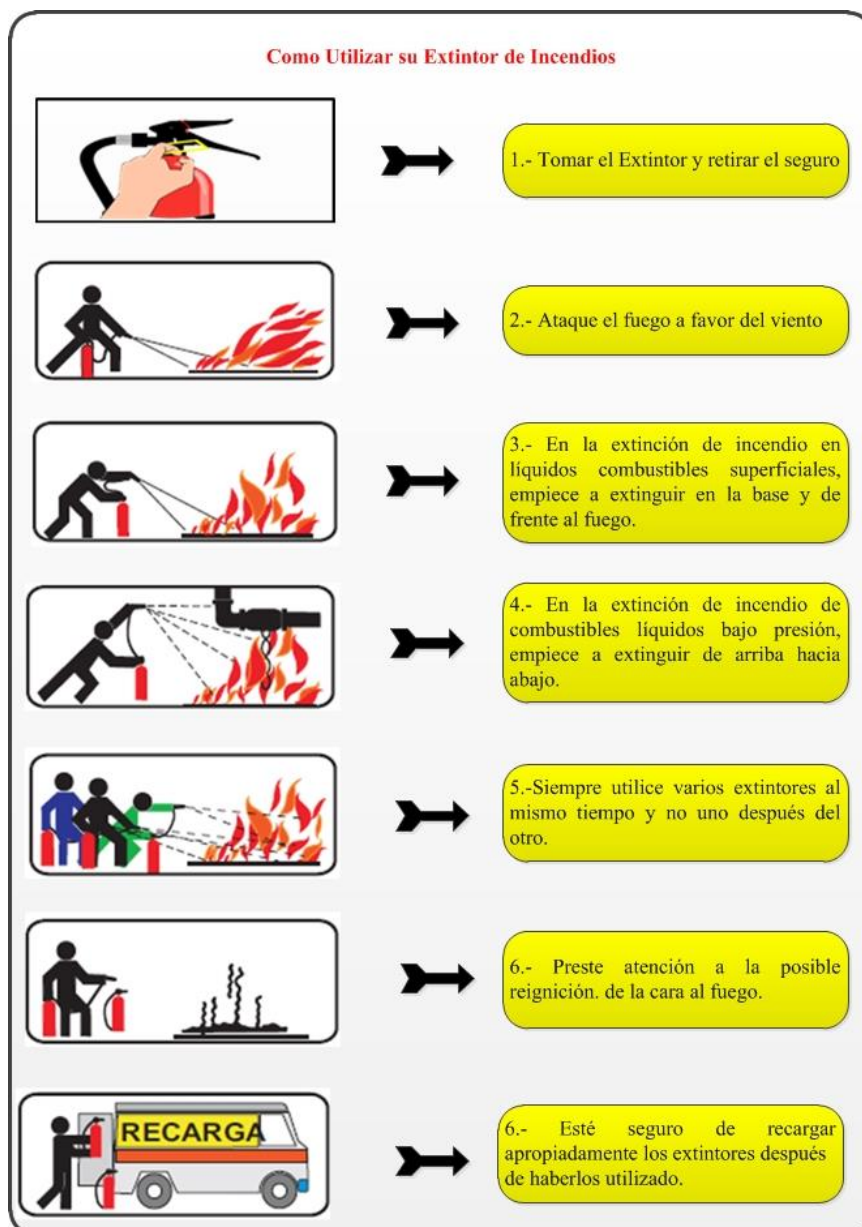 Como Utilizar su Extintor de Incendios
1.- Tomar el Extintor y retirar el seguro
2.- Ataque el fuego a favor del viento
3.- En la extinción de incendio en
líquidos combustibles superficiales,
empiece a extinguir en la base y de
frente al fuego.
4.- En la extinción de incendio de
combustibles líquidos bajo presión,
empiece a extinguir de arriba hacia
abajo.
5.-Siempre utilice varios extintores al
mismo tiempo y no uno después del
otro.
6.- Preste atención a la posible
reignición. de la cara al fuego.
RECARGA
6.- Esté seguro de recargar
apropiadamente los extintores después
de haberlos utilizado.